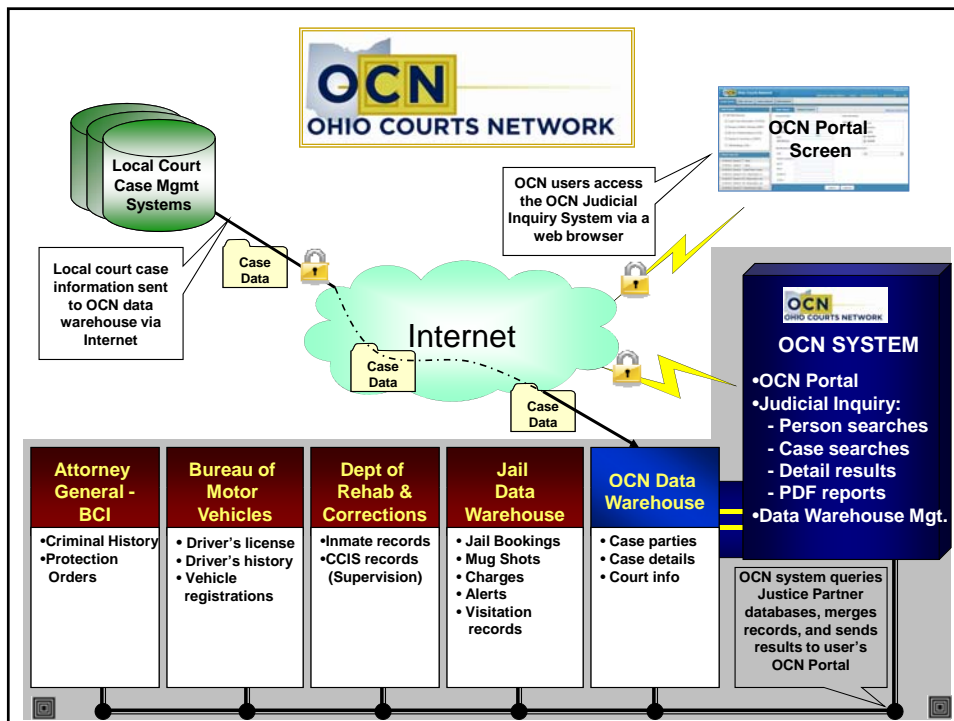 OCN
OHIO COURTS NETWORK
Local Court
Case Mgmt
Systems
OCN Portal
Screen
OCN users access
the OCN Judicial
Inquiry System via a
web browser
Local court case
information sent
to OCN data
warehouse via
Internet
Case
Data
Internet
Case
Data
Case
Data
OCN
OHIO COURTS NETWORK
OCN SYSTEM
•OCN Portal
•Judicial Inquiry:
- Person searches
- Case searches
- Detail results
- PDF reports
•Data Warehouse Mgt.
Attorney
General -
BCI
•Criminal History
•Protection
Orders
Bureau of
Motor
Vehicles
• Driver’s license
• Driver’s history
• Vehicle
registrations
Dept of
Rehab &
Corrections
•Inmate records
•CCIS records
(Supervision)
Jail
Data
Warehouse
• Jail Bookings
• Mug Shots
• Charges
• Alerts
• Visitation
records
OCN Data
Warehouse
• Case parties
• Case details
• Court info
OCN system queries
Justice Partner
databases, merges
records, and sends
results to user’s
OCN Portal